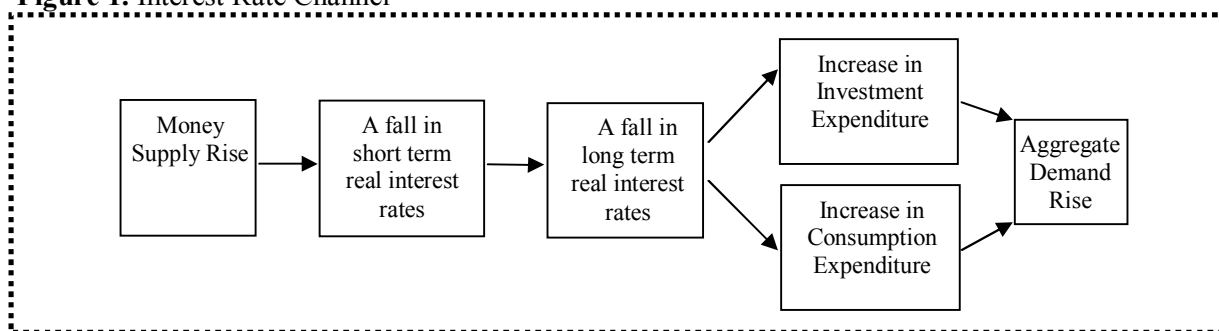 Figure 1: Interest Rate Channel
Money
Supply Rise
A fall in
short term
real interest
rates
A fall in
long term
real interest
rates
Increase in
Investment
Expenditure
Increase in
Consumption
Expenditure
Aggregate
Demand
Rise